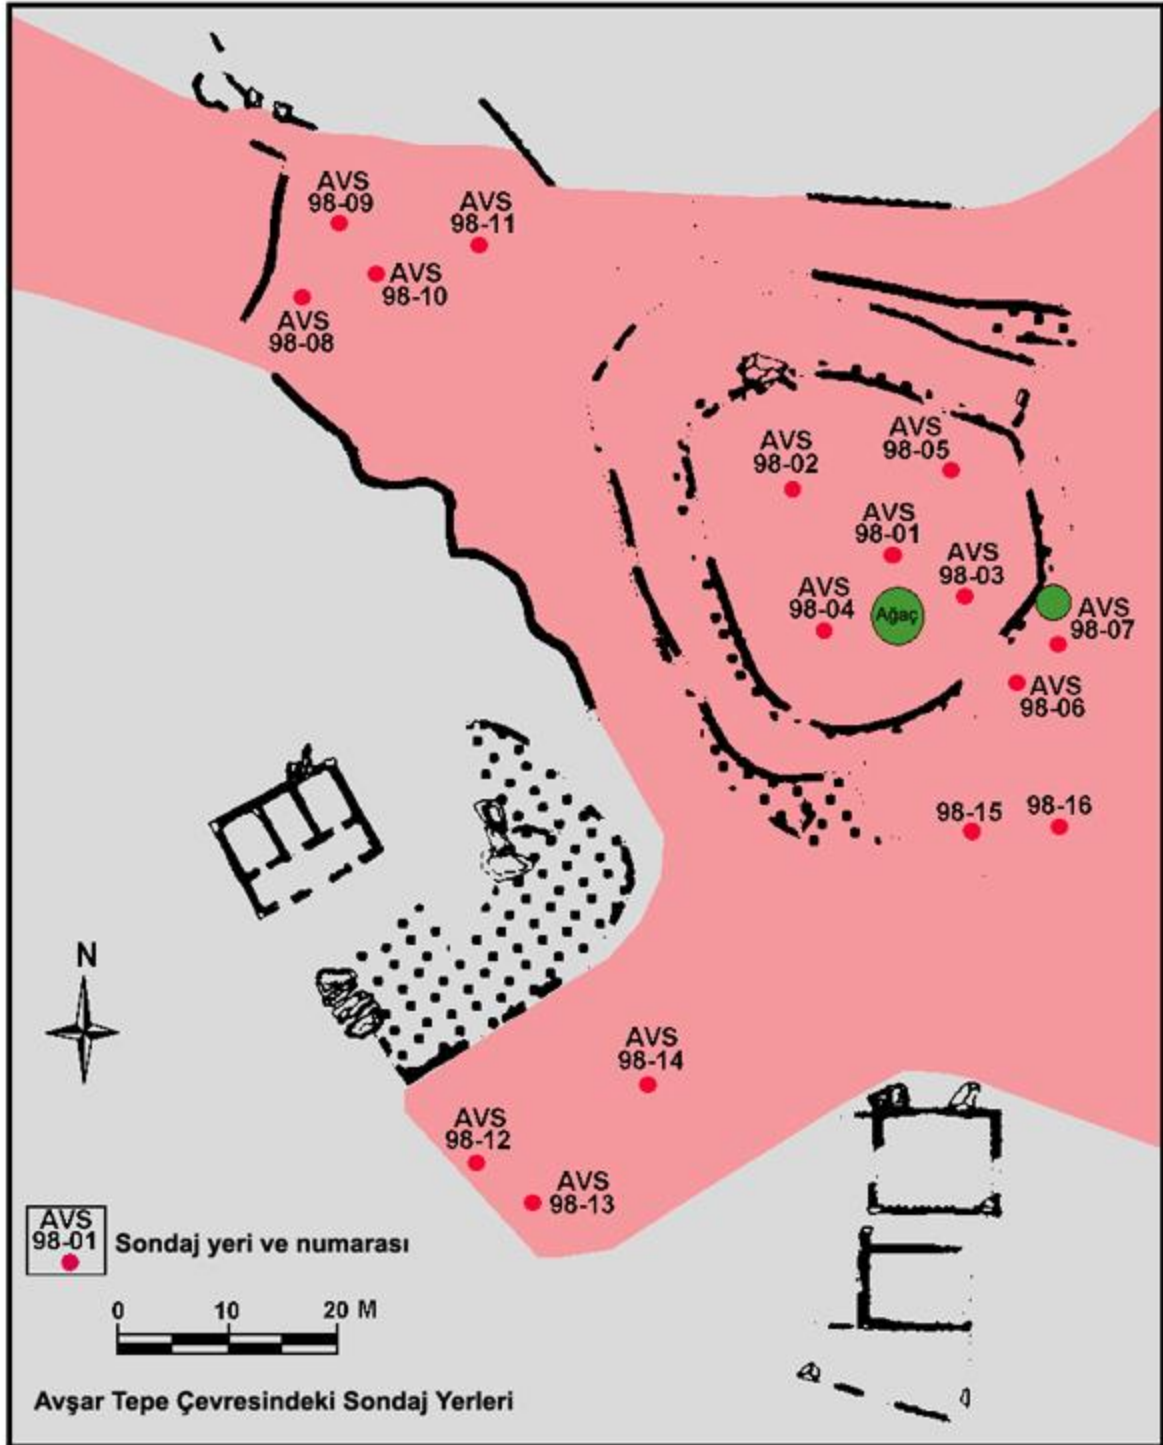 AVS
98-09
AVS
98-11
AVS
98-10
AVS
98-08
AVS
98-05
AVS
98-02
AVS
98-01
AVS
98-03
AVS
98-04
Ağaç
AVS
98-07
AVS
98-06
98-15
98-16
N
AVS
98-14
AVS
98-12
AVS
98-13
AVS
98-01
Sondaj yeri ve numarası
0 10 20 M
Avşar Tepe Çevresindeki Sondaj Yerleri